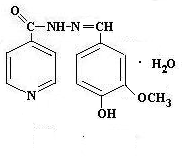 O
C–NH–N=CH
· H₂O
N
OCH₃
OH